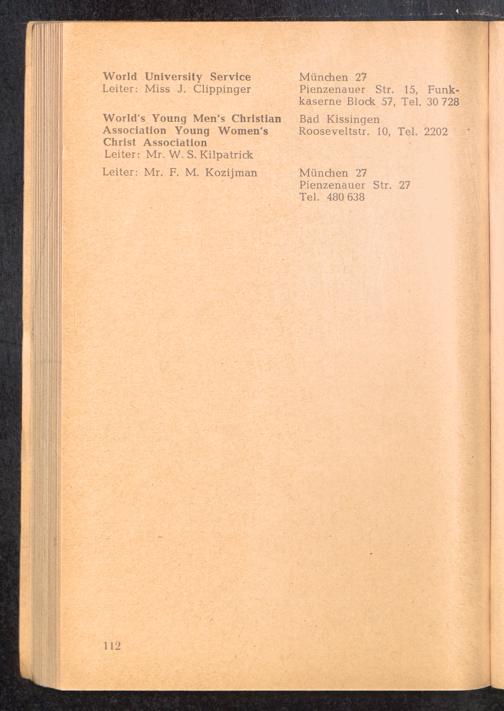 World University Service
Leiter: Miss J. Clippinger
München 27
Pienzenauer Str. 15, Funk-
kaserne Block 57, Tel. 30 728
World's Young Men's Christian
Association Young Women's
Christ Association
Leiter: Mr. W. S. Kilpatrick
Bad Kissingen
Rooseveltstr. 10, Tel. 2202
Leiter: Mr. F. M. Kozijman
München 27
Pienzenauer Str. 27
Tel. 480 638
112